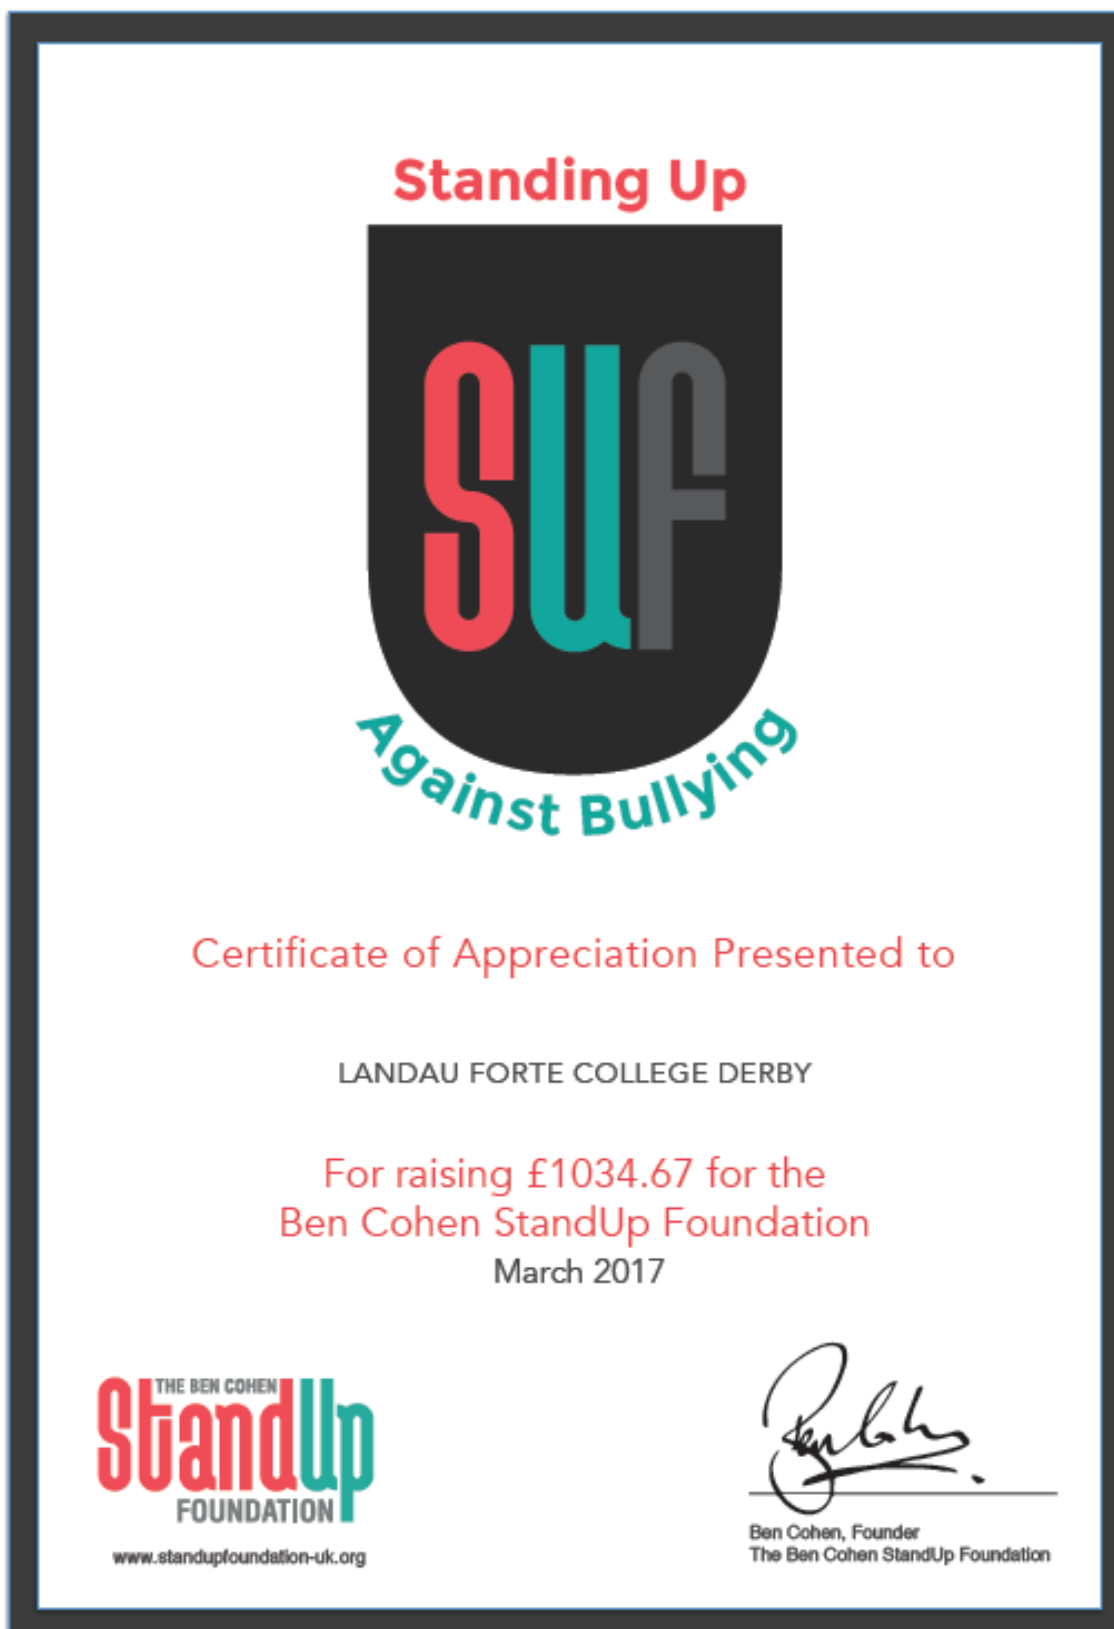 Standing Up
SUF
Against Bullying
Certificate of Appreciation Presented to
LANDAU FORTE COLLEGE DERBY
For raising £1034.67 for the
Ben Cohen StandUp Foundation
March 2017
THE BEN COHEN
StandUp
FOUNDATION
www.standupfoundation-uk.org
Ben Cohen
Ben Cohen, Founder
The Ben Cohen StandUp Foundation